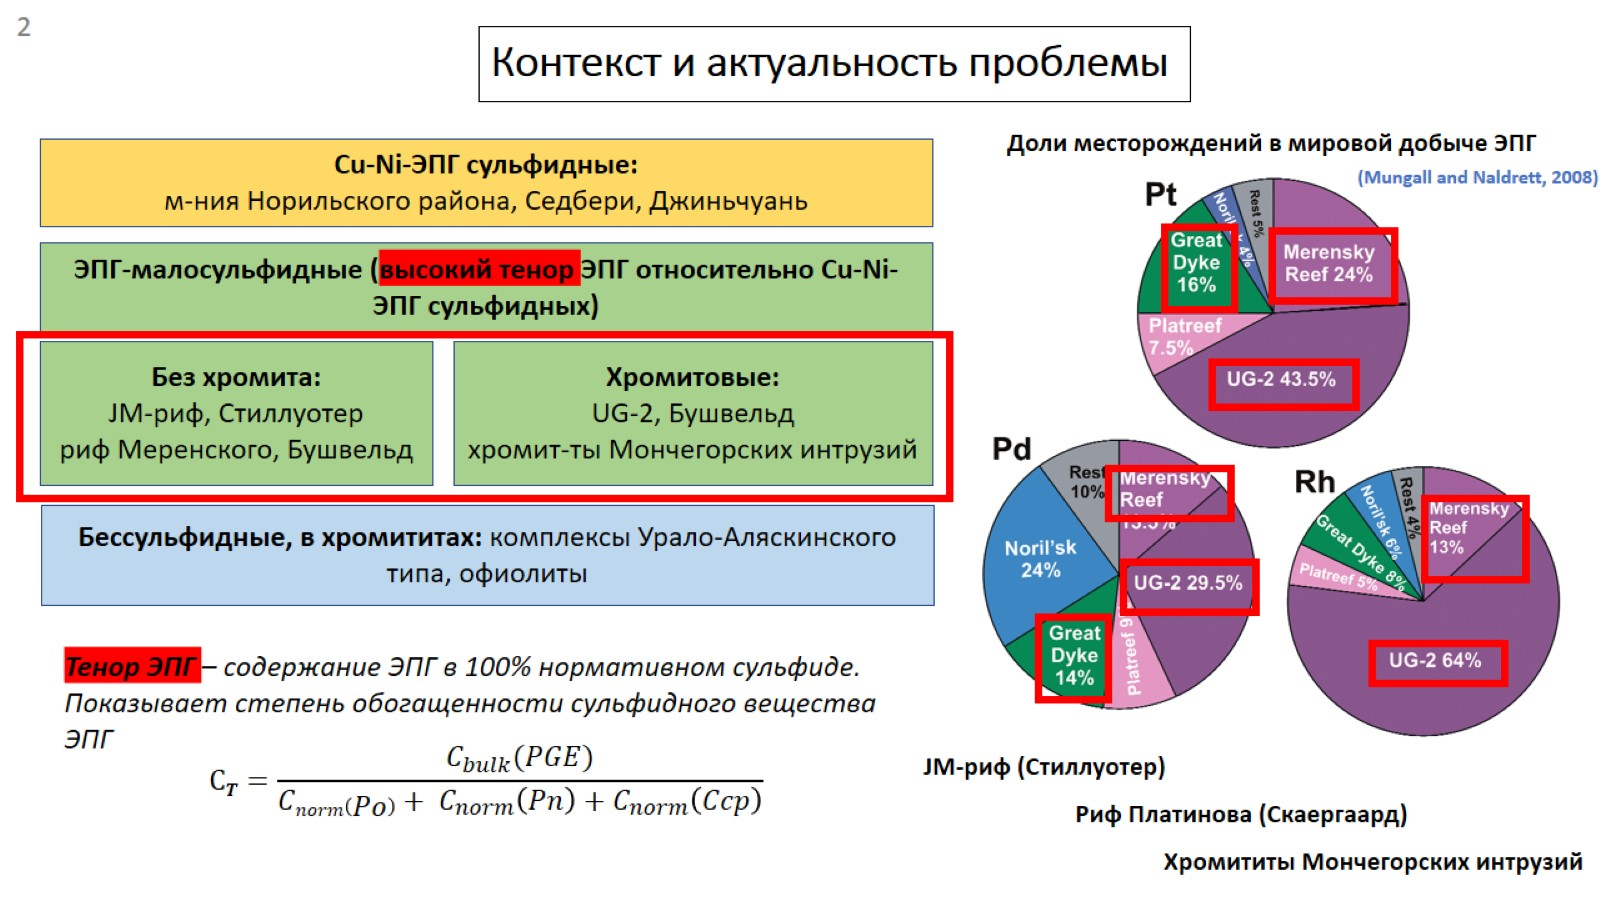 2
Контекст и актуальность проблемы
Cu-Ni-ЭПГ сульфидные:
м-ния Норильского района, Седбери, Джиньчуань
ЭПГ-малосульфидные (высокий тенор ЭПГ относительно Cu-Ni-
ЭПГ сульфидных)
Без хромита:
JM-риф, Стиллуотер
риф Меренского, Бушвельд
Хромитовые:
UG-2, Бушвельд
хромит-ты Мончегорских интрузий
Бессульфидные, в хромититах: комплексы Урало-Аляскинского
типа, офиолиты
Тенор ЭПГ – содержание ЭПГ в 100% нормативном сульфиде.
Показывает степень обогащенности сульфидного вещества
ЭПГ
C_T = C_bulk(PGE) / C_norm(Po) + C_norm(Pn) + C_norm(Ccp)
Доли месторождений в мировой добыче ЭПГ
(Mungall and Naldrett, 2008)
Pt
Rest 5%
4%
Great
Dyke
16%
Merensky
Reef 24%
Platreef
7.5%
UG-2 43.5%
Pd
Rest
10%
Merensky
Reef
13.5%
Noril'sk
24%
UG-2 29.5%
Great
Dyke
14%
Platreef 9
Rh
Rest 4%
Noril'sk 6%
Great Dyke 8%
Platreef 5%
Merensky
Reef
13%
UG-2 64%
JM-риф (Стиллуотер)
Риф Платинова (Скаергаард)
Хромититы Мончегорских интрузий